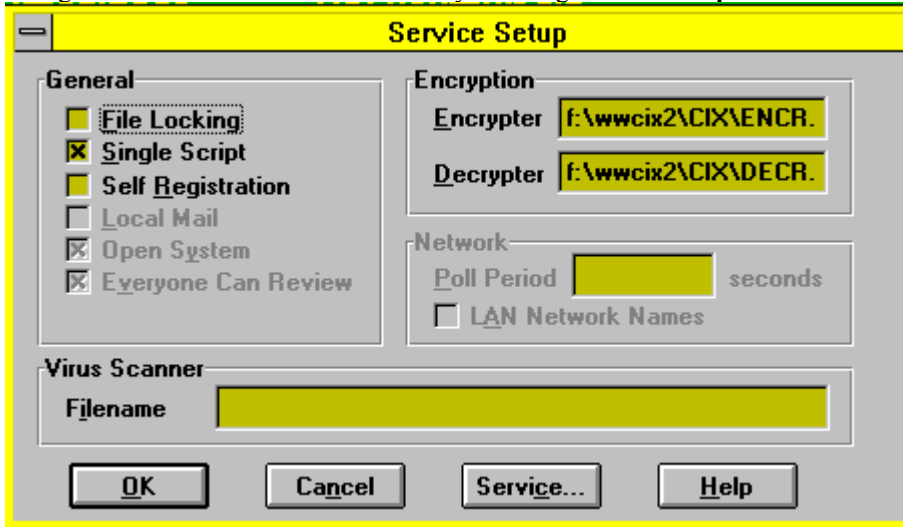 Service Setup
General
File Locking
Single Script
Self Registration
Local Mail
Open System
Everyone Can Review
Encryption
Encrypter f:\wwcix2\CIX\ENCR.
Decrypter f:\wwcix2\CIX\DECR.
Network
Poll Period seconds
LAN Network Names
Virus Scanner
Filename
OK Cancel Service... Help